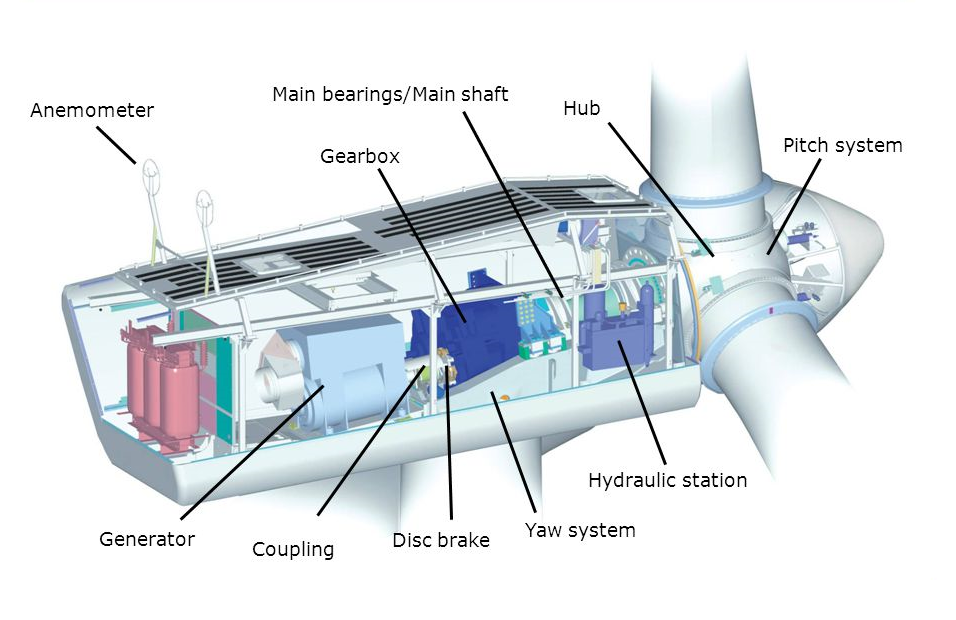 Main bearings/Main shaft
Anemometer
Hub
Pitch system
Gearbox
Hydraulic station
Yaw system
Generator
Disc brake
Coupling